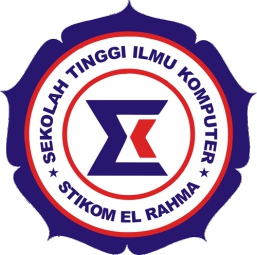 SEKOLAH TINGGI ILMU KOMPUTER
STIKOM EL RAHMA